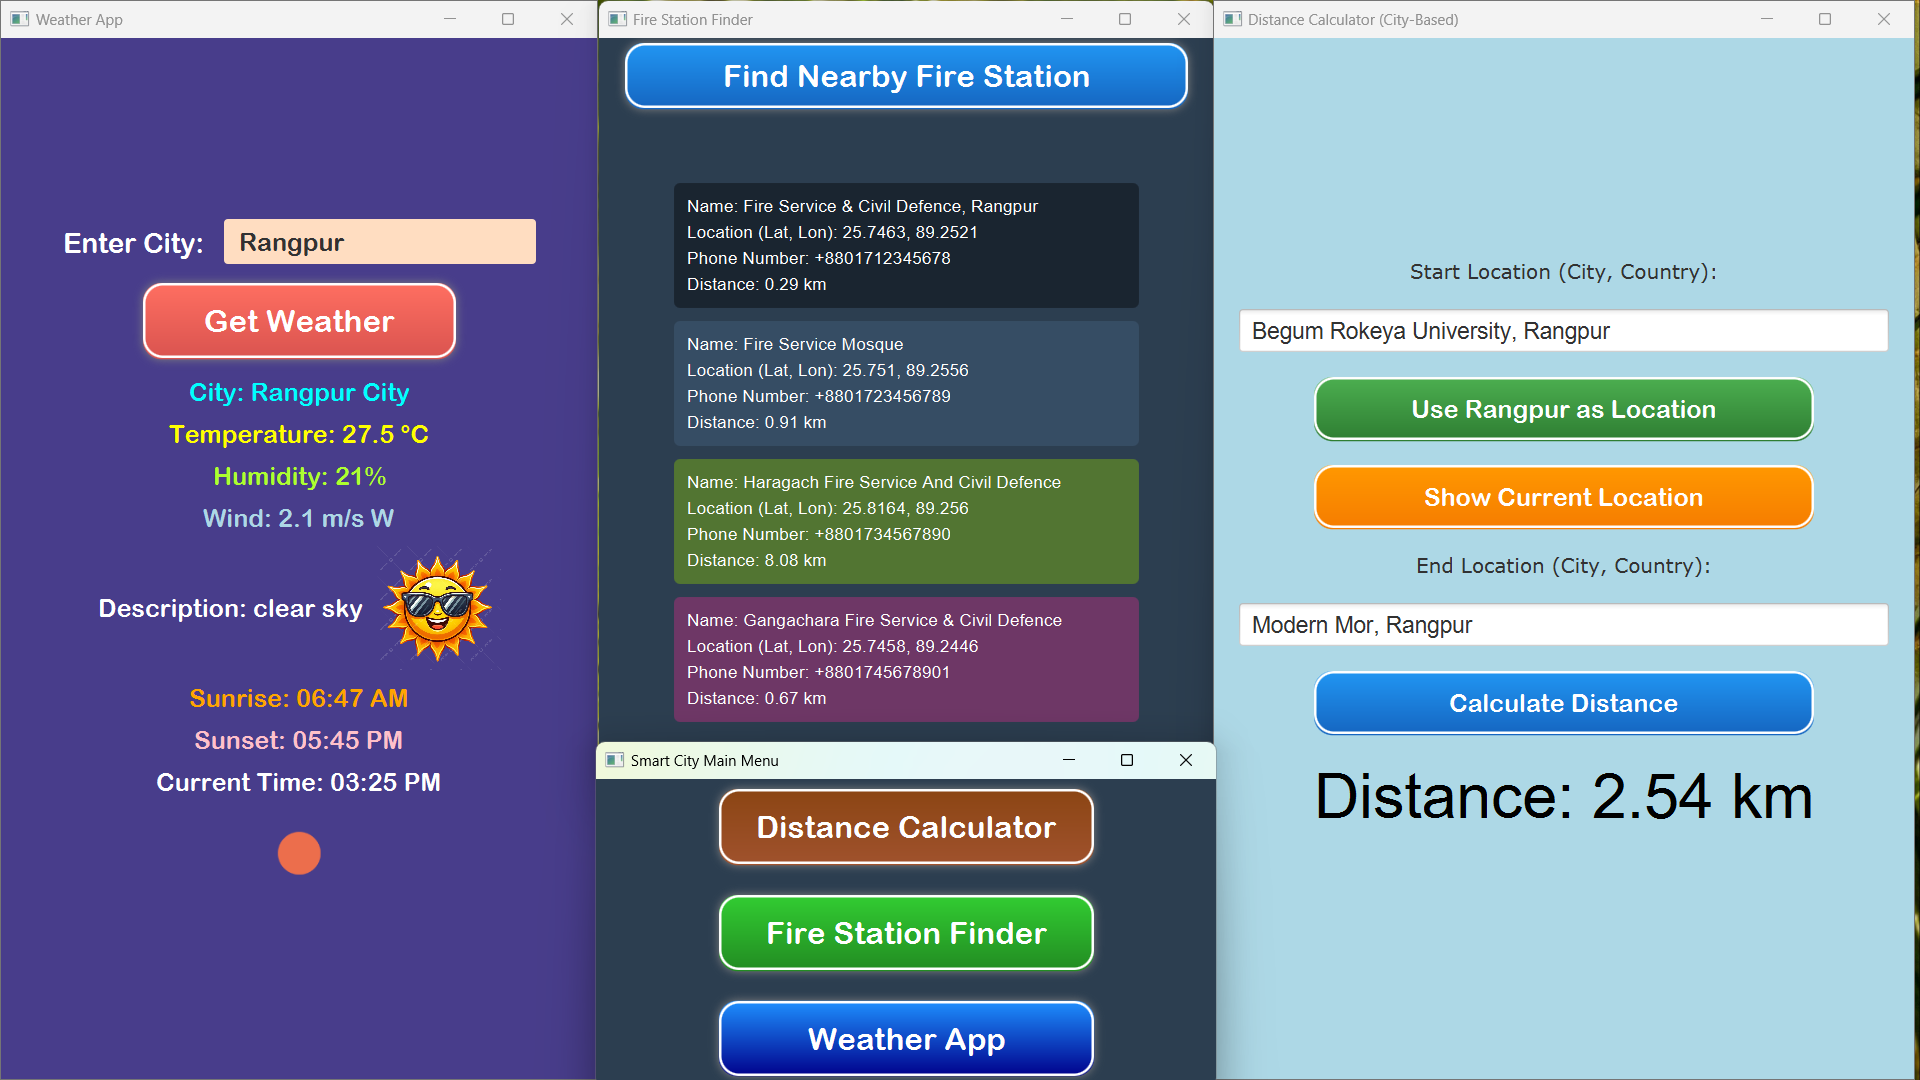 Weather App
Enter City:
Rangpur
Get Weather
City: Rangpur City
Temperature: 27.5 °C
Humidity: 21%
Wind: 2.1 m/s W
Description: clear sky
Sunrise: 06:47 AM
Sunset: 05:45 PM
Current Time: 03:25 PM
Fire Station Finder
Find Nearby Fire Station
Name: Fire Service & Civil Defence, Rangpur
Location (Lat, Lon): 25.7463, 89.2521
Phone Number: +8801712345678
Distance: 0.29 km
Name: Fire Service Mosque
Location (Lat, Lon): 25.751, 89.2556
Phone Number: +8801723456789
Distance: 0.91 km
Name: Haragach Fire Service And Civil Defence
Location (Lat, Lon): 25.8164, 89.256
Phone Number: +8801734567890
Distance: 8.08 km
Name: Gangachara Fire Service & Civil Defence
Location (Lat, Lon): 25.7458, 89.2446
Phone Number: +8801745678901
Distance: 0.67 km
Smart City Main Menu
Distance Calculator
Fire Station Finder
Weather App
Distance Calculator (City-Based)
Start Location (City, Country):
Begum Rokeya University, Rangpur
Use Rangpur as Location
Show Current Location
End Location (City, Country):
Modern Mor, Rangpur
Calculate Distance
Distance: 2.54 km